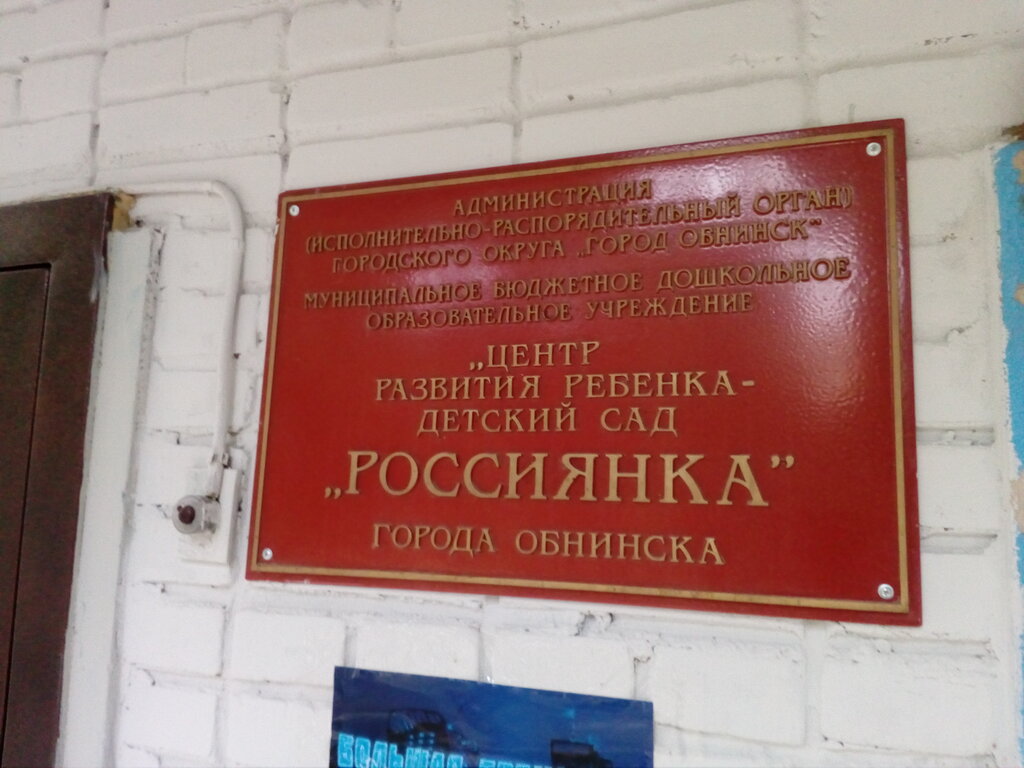 АДМИНИСТРАЦИЯ
(ИСПОЛНИТЕЛЬНО-РАСПОРЯДИТЕЛЬНЫЙ ОРГАН)
ГОРОДСКОГО ОКРУГА „ГОРОД ОБНИНСК"
МУНИЦИПАЛЬНОЕ БЮДЖЕТНОЕ ДОШКОЛЬНОЕ
ОБРАЗОВАТЕЛЬНОЕ УЧРЕЖДЕНИЕ
„ЦЕНТР
РАЗВИТИЯ РЕБЕНКА-
ДЕТСКИЙ САД
„РОССИЯНКА”
ГОРОДА ОБНИНСКА